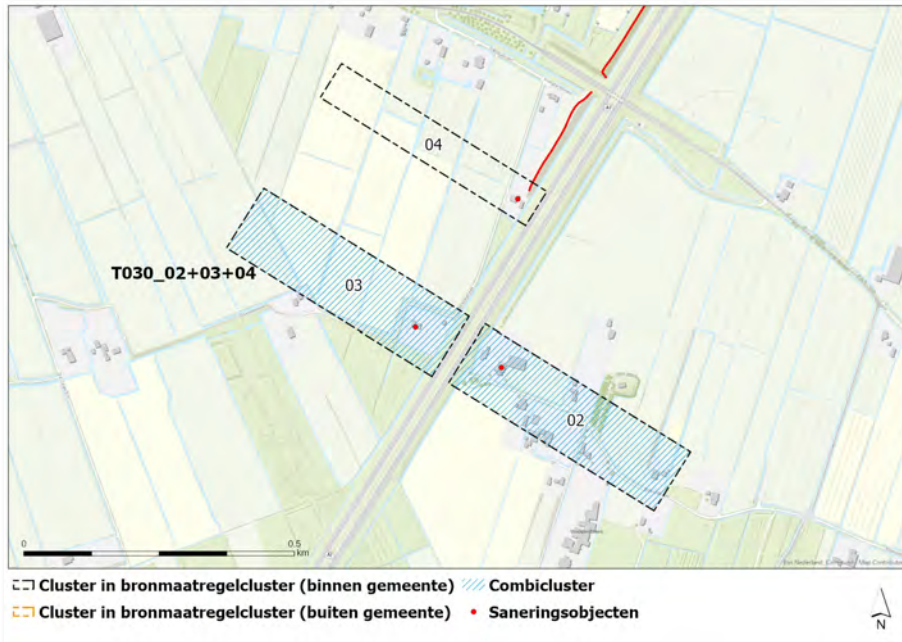 04
T030_02+03+04
03
02
0 0.5
km
Cluster in bronmaatregelcluster (binnen gemeente) Combicluster
Cluster in bronmaatregelcluster (buiten gemeente) Saneringsobjecten
N